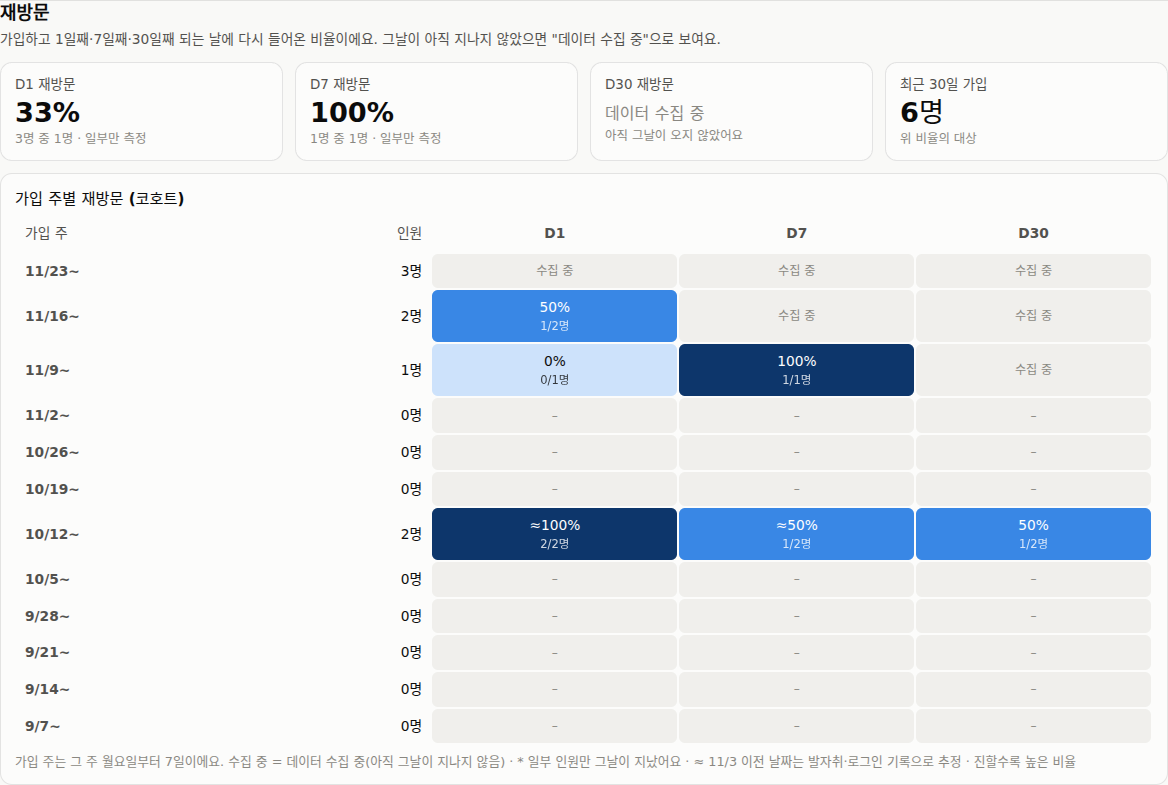 재방문
가입하고 1일째·7일째·30일째 되는 날에 다시 들어온 비율이에요. 그날이 아직 지나지 않았으면 "데이터 수집 중"으로 보여요.
D1 재방문
33%
3명 중 1명 · 일부만 측정
D7 재방문
100%
1명 중 1명 · 일부만 측정
D30 재방문
데이터 수집 중
아직 그날이 오지 않았어요
최근 30일 가입
6명
위 비율의 대상
가입 주별 재방문 (코호트)
가입 주 인원 D1 D7 D30
11/23~ 3명 수집 중 수집 중 수집 중
11/16~ 2명 50% 1/2명 수집 중 수집 중
11/9~ 1명 0% 0/1명 100% 1/1명 수집 중
11/2~ 0명 – – –
10/26~ 0명 – – –
10/19~ 0명 – – –
10/12~ 2명 ≈100% 2/2명 ≈50% 1/2명 50% 1/2명
10/5~ 0명 – – –
9/28~ 0명 – – –
9/21~ 0명 – – –
9/14~ 0명 – – –
9/7~ 0명 – – –
가입 주는 그 주 월요일부터 7일이에요. 수집 중 = 데이터 수집 중(아직 그날이 지나지 않음) · * 일부 인원만 그날이 지났어요 · ≈ 11/3 이전 날짜는 발자취·로그인 기록으로 추정 · 진할수록 높은 비율